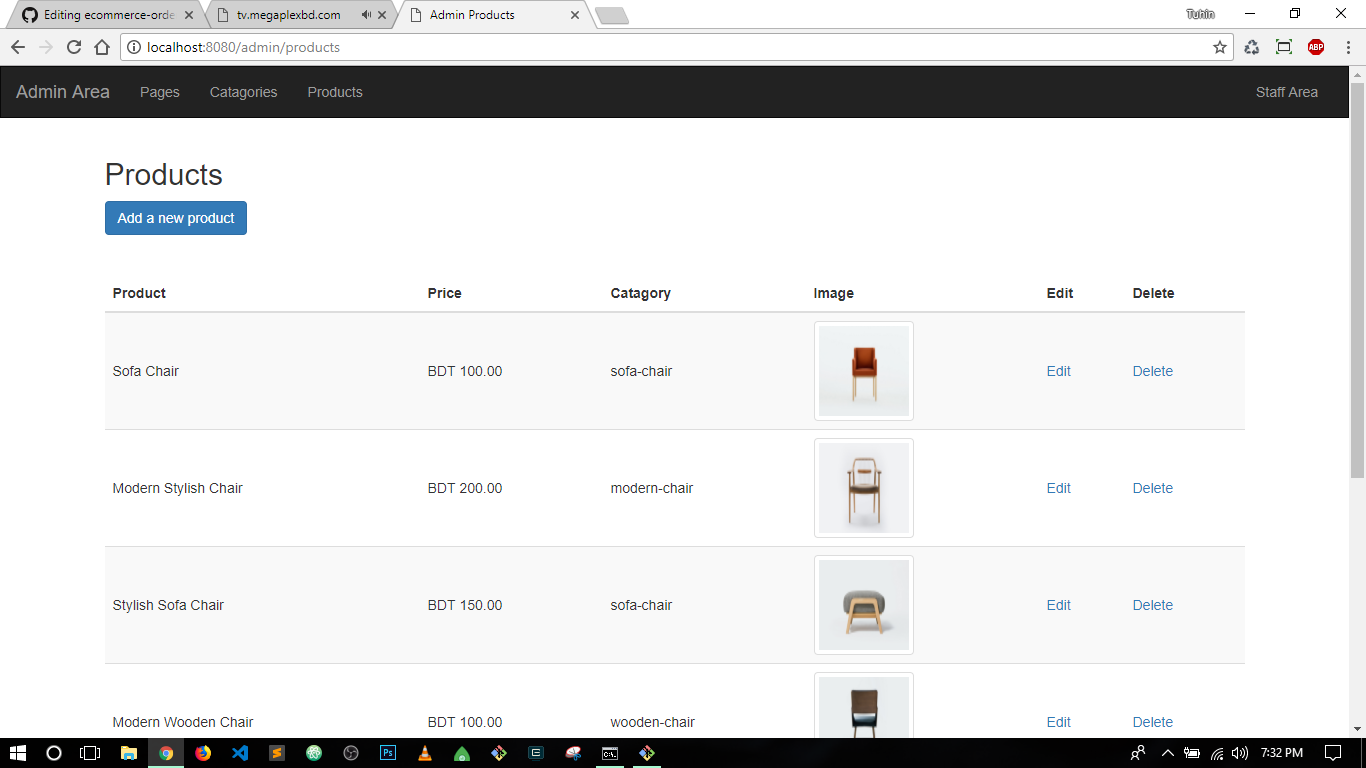 Editing ecommerce-orde
tv.megaplexbd.com
Admin Products
Tuhin
localhost:8080/admin/products
ABP
Admin Area Pages Catagories Products Staff Area
Products
Add a new product
Product Price Catagory Image Edit Delete
Sofa Chair BDT 100.00 sofa-chair Edit Delete
Modern Stylish Chair BDT 200.00 modern-chair Edit Delete
Stylish Sofa Chair BDT 150.00 sofa-chair Edit Delete
Modern Wooden Chair BDT 100.00 wooden-chair Edit Delete
Ps
C:\.
7:32 PM